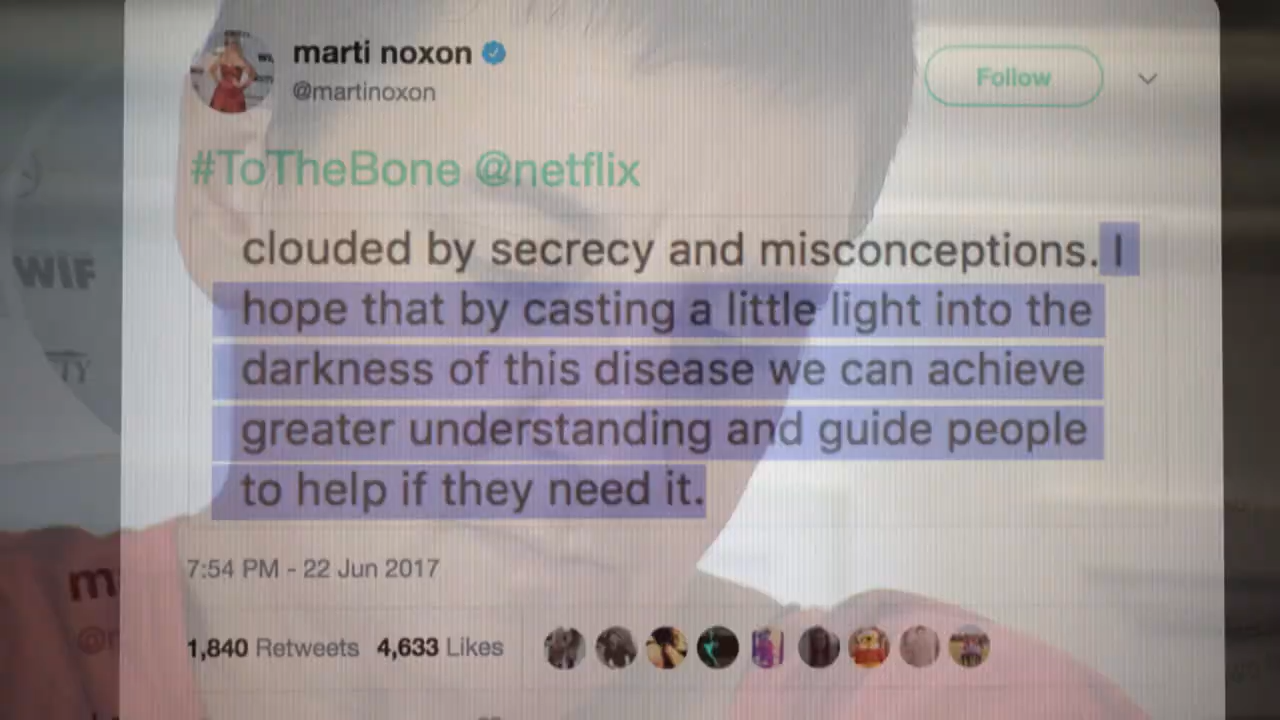 marti noxon
@martinoxon
Follow
#ToTheBone @netflix
clouded by secrecy and misconceptions. I
hope that by casting a little light into the
darkness of this disease we can achieve
greater understanding and guide people
to help if they need it.
7:54 PM - 22 Jun 2017
1,840 Retweets 4,633 Likes
WIF